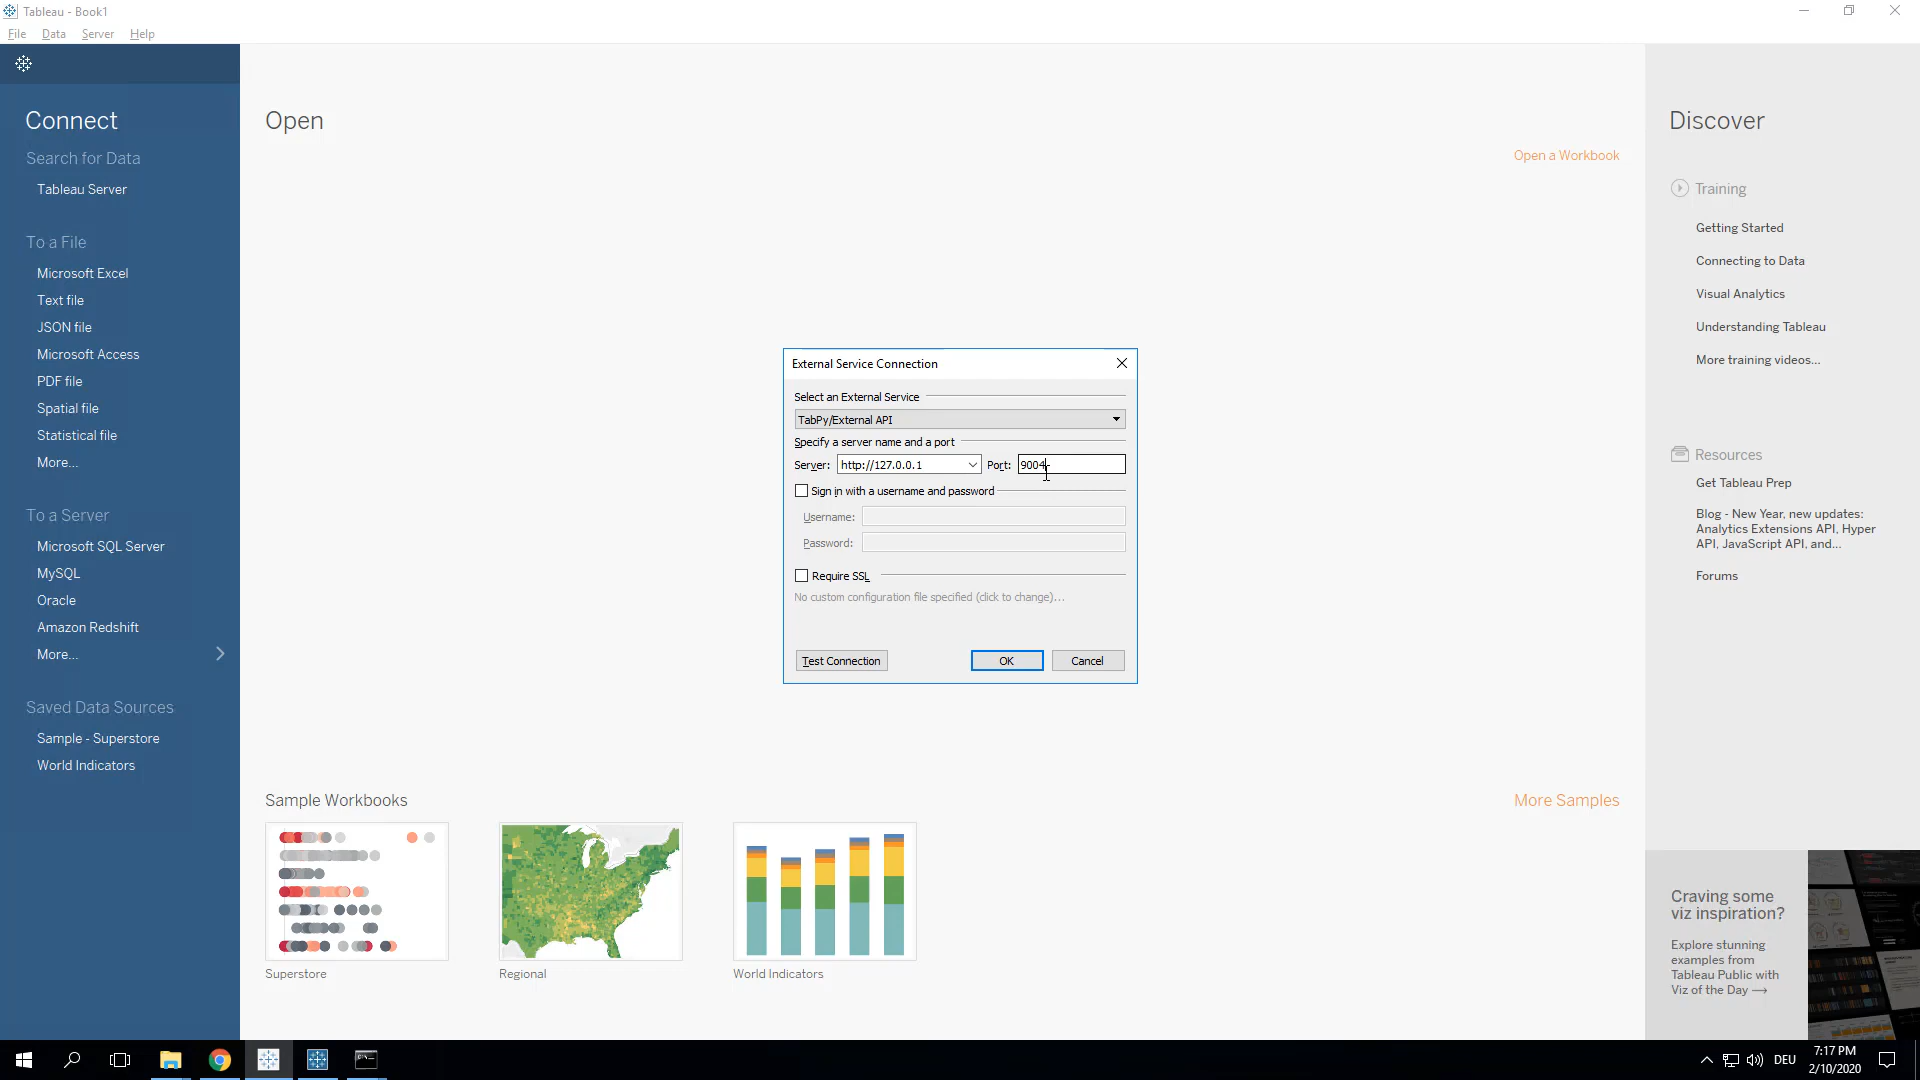 Tableau - Book1
File Data Server Help
Connect
Search for Data
Tableau Server
To a File
Microsoft Excel
Text file
JSON file
Microsoft Access
PDF file
Spatial file
Statistical file
More...
To a Server
Microsoft SQL Server
MySQL
Oracle
Amazon Redshift
More...
Saved Data Sources
Sample - Superstore
World Indicators
Open
Open a Workbook
External Service Connection
Select an External Service
TabPy/External API
Specify a server name and a port
Server: http://127.0.0.1 Port: 9004
Sign in with a username and password
Username:
Password:
Require SSL
No custom configuration file specified (click to change)...
Test Connection OK Cancel
Sample Workbooks
More Samples
Superstore
Regional
World Indicators
Discover
Training
Getting Started
Connecting to Data
Visual Analytics
Understanding Tableau
More training videos...
Resources
Get Tableau Prep
Blog - New Year, new updates:
Analytics Extensions API, Hyper
API, JavaScript API, and...
Forums
Craving some
viz inspiration?
Explore stunning
examples from
Tableau Public with
Viz of the Day →
DEU
7:17 PM
2/10/2020